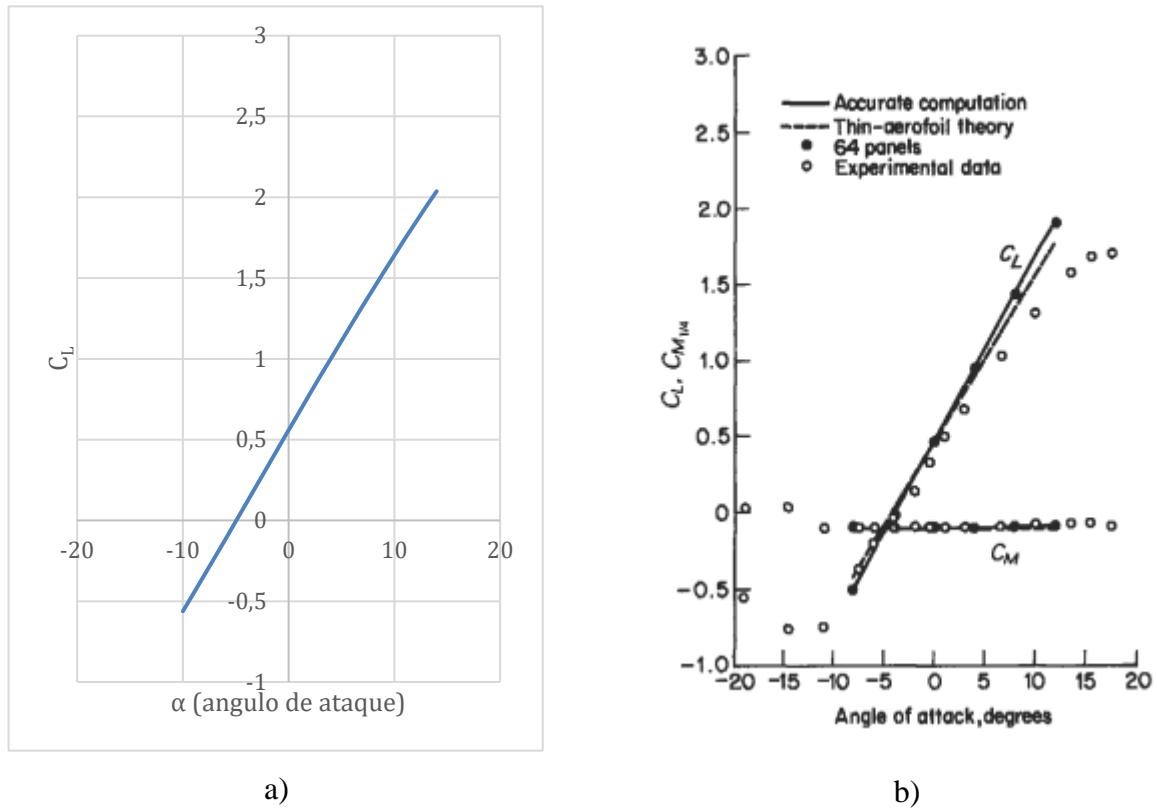 3
2,5
2
1,5
1
0,5
0
-0,5
-1
-20
-10
0
10
20
C_L
α (angulo de ataque)
a)
3.0
2.5
2.0
1.5
1.0
0.5
0
−0.5
−1.0
−20
−15
−10
−5
0
5
10
15
20
Accurate computation
Thin-aerofoil theory
64 panels
Experimental data
C_L
C_M
C_L, C_M_1/4
Angle of attack, degrees
b)